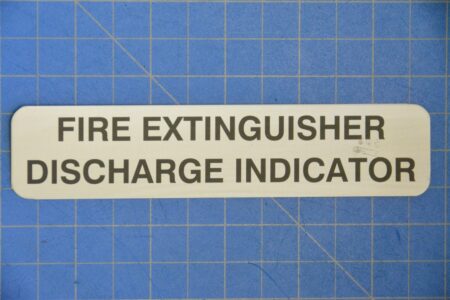 FIRE EXTINGUISHER
DISCHARGE INDICATOR